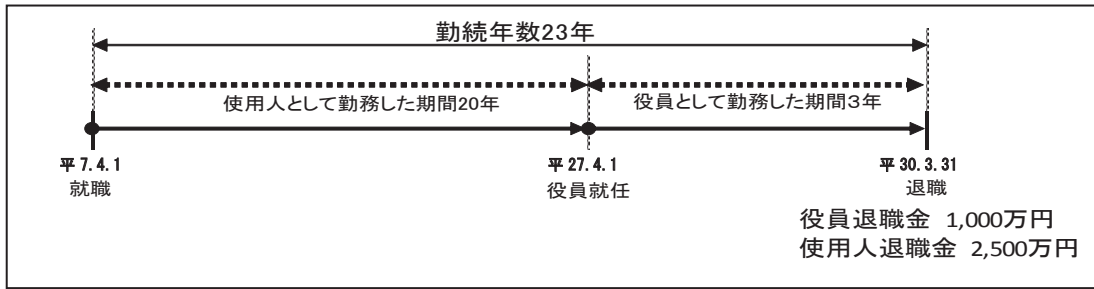 勤続年数23年
使用人として勤務した期間20年
役員として勤務した期間3年
平 7. 4. 1
就職
平 27. 4. 1
役員就任
平 30. 3. 31
退職
役員退職金 1,000万円
使用人退職金 2,500万円